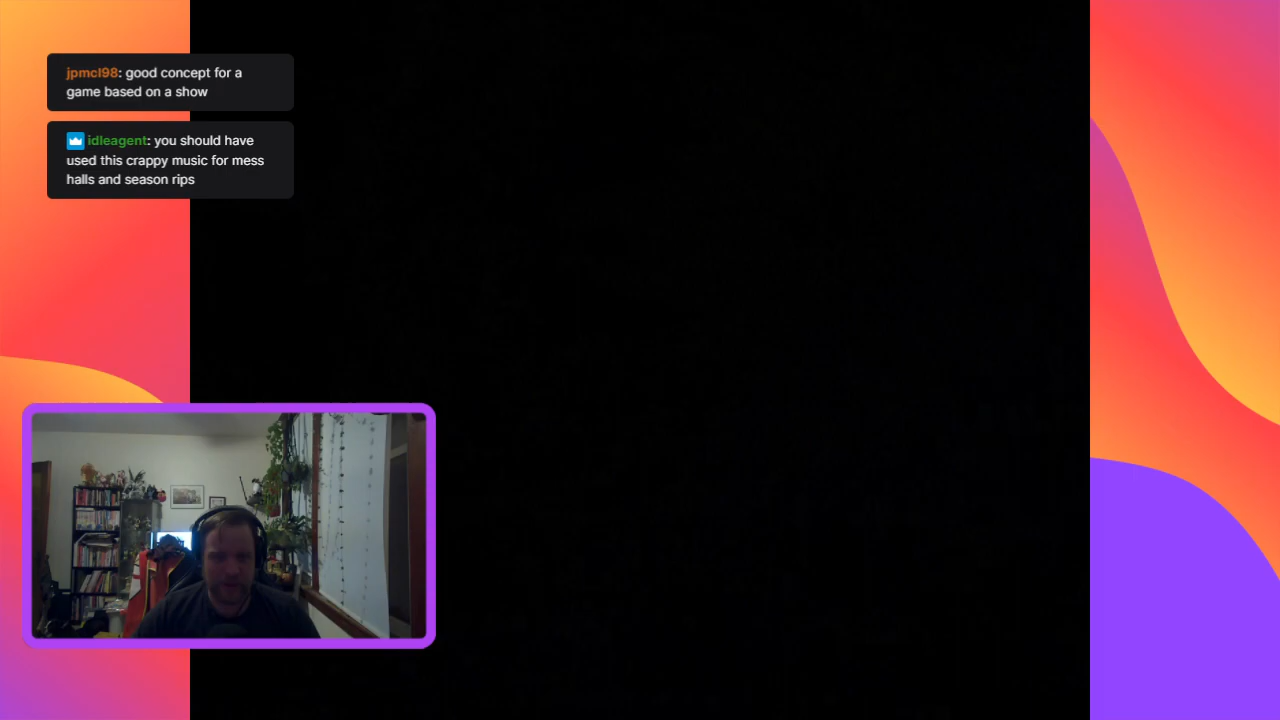 jpmcl98: good concept for a
game based on a show
idleagent: you should have
used this crappy music for mess
halls and season rips